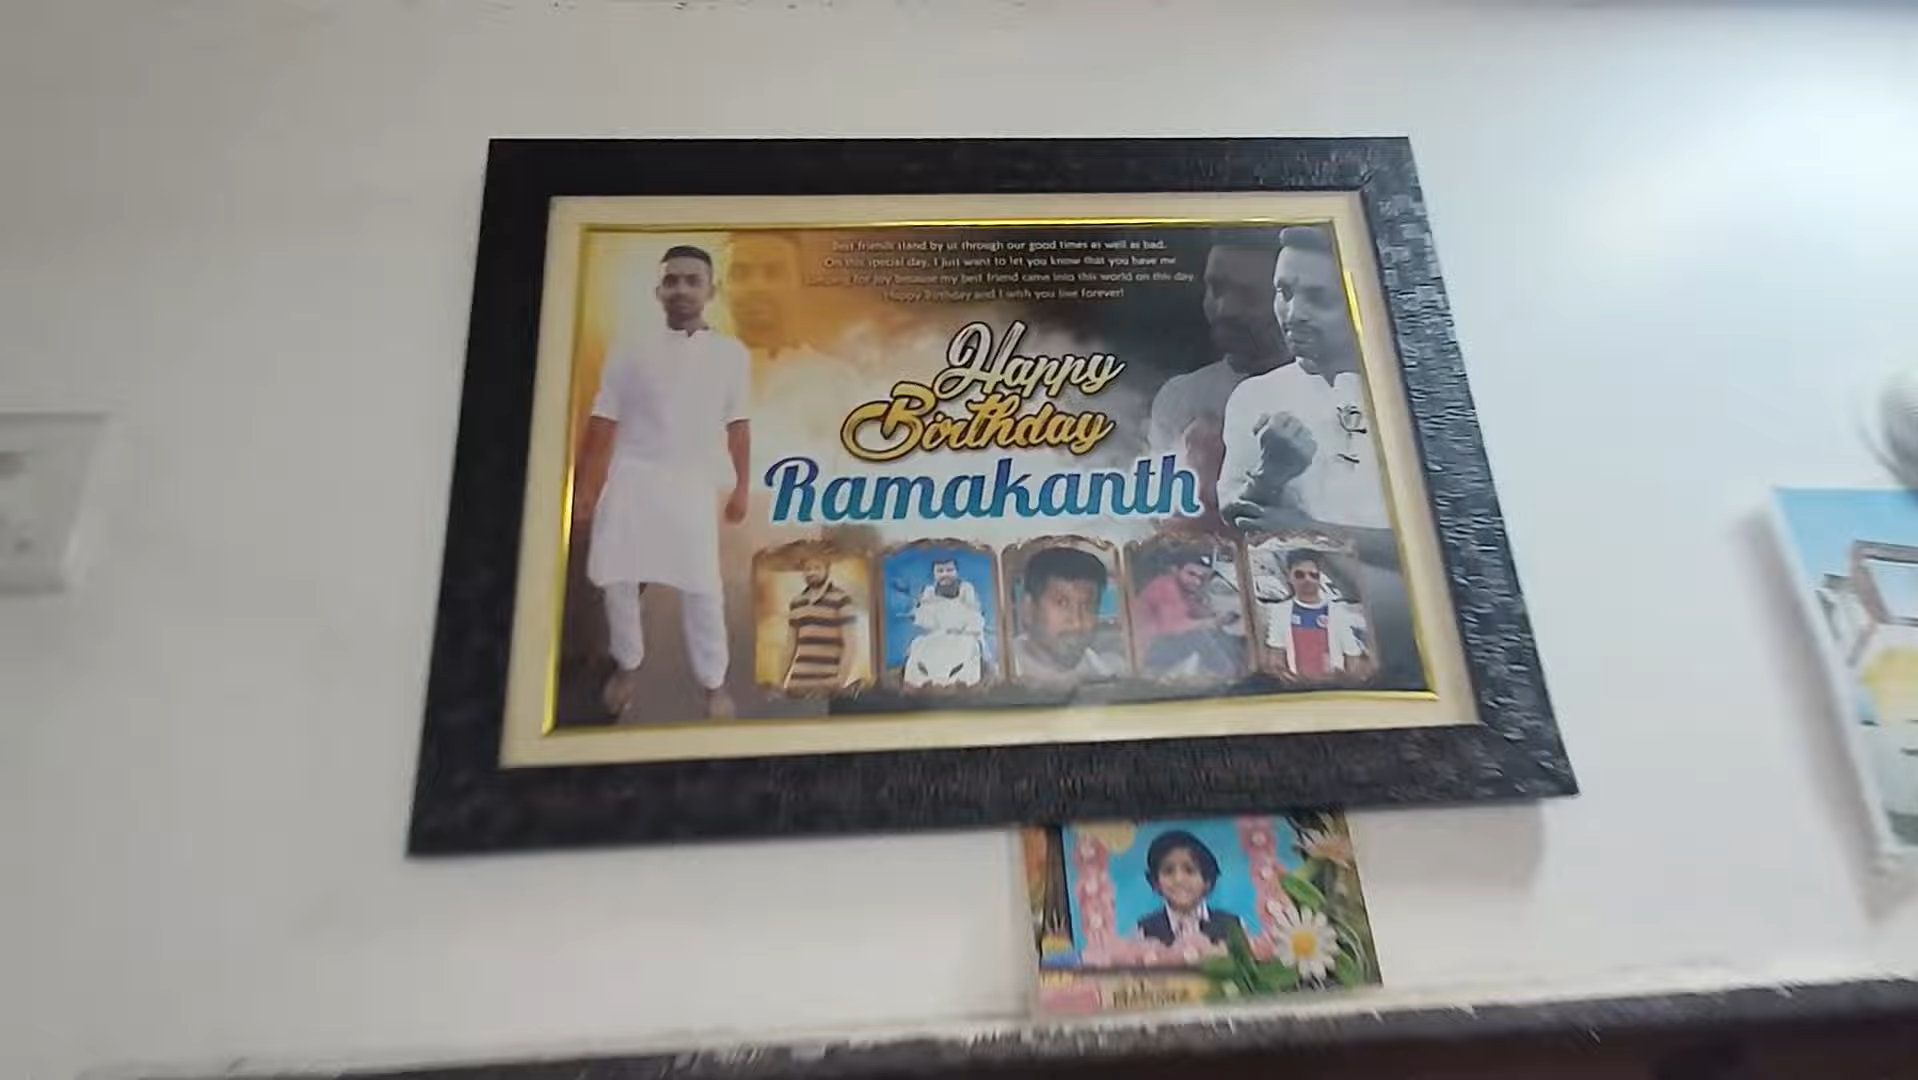 Best friends stand by us through our good times as well as bad.
On this special day, I just want to let you know that you have me
for joy because my best friend came into this world on this day.
Happy Birthday and I wish you live forever!
Happy
Birthday
Ramakanth